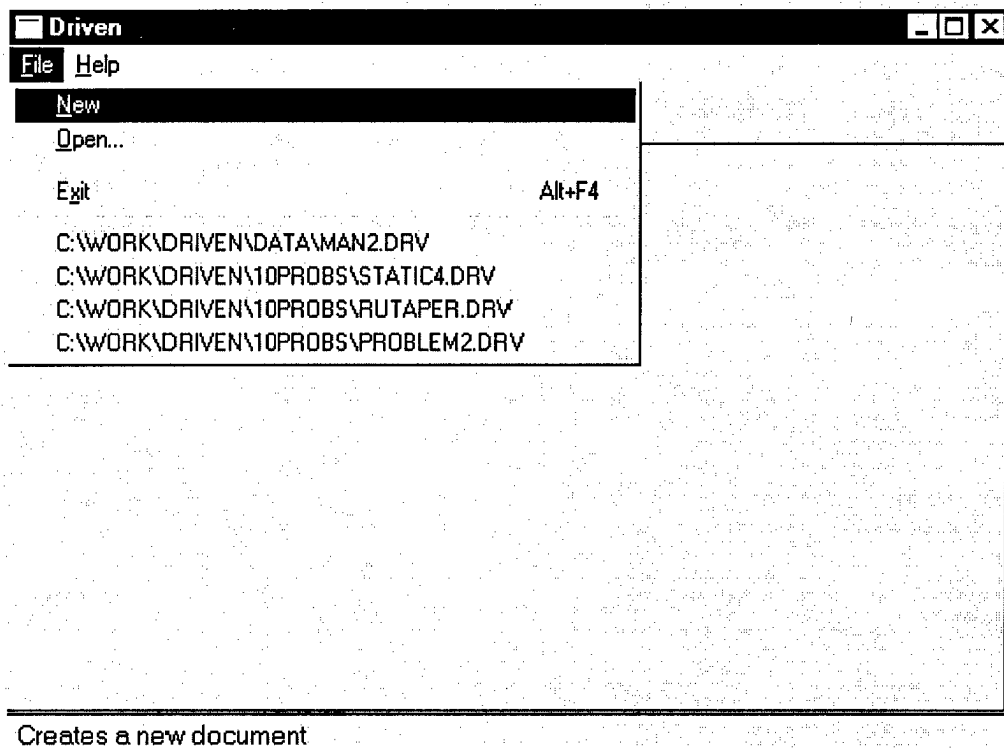 Driven
File Help
New
Open...
Exit Alt+F4
C:\WORK\DRIVEN\DATA\MAN2.DRV
C:\WORK\DRIVEN\10PROBS\STATIC4.DRV
C:\WORK\DRIVEN\10PROBS\RUTAPER.DRV
C:\WORK\DRIVEN\10PROBS\PROBLEM2.DRV
Creates a new document